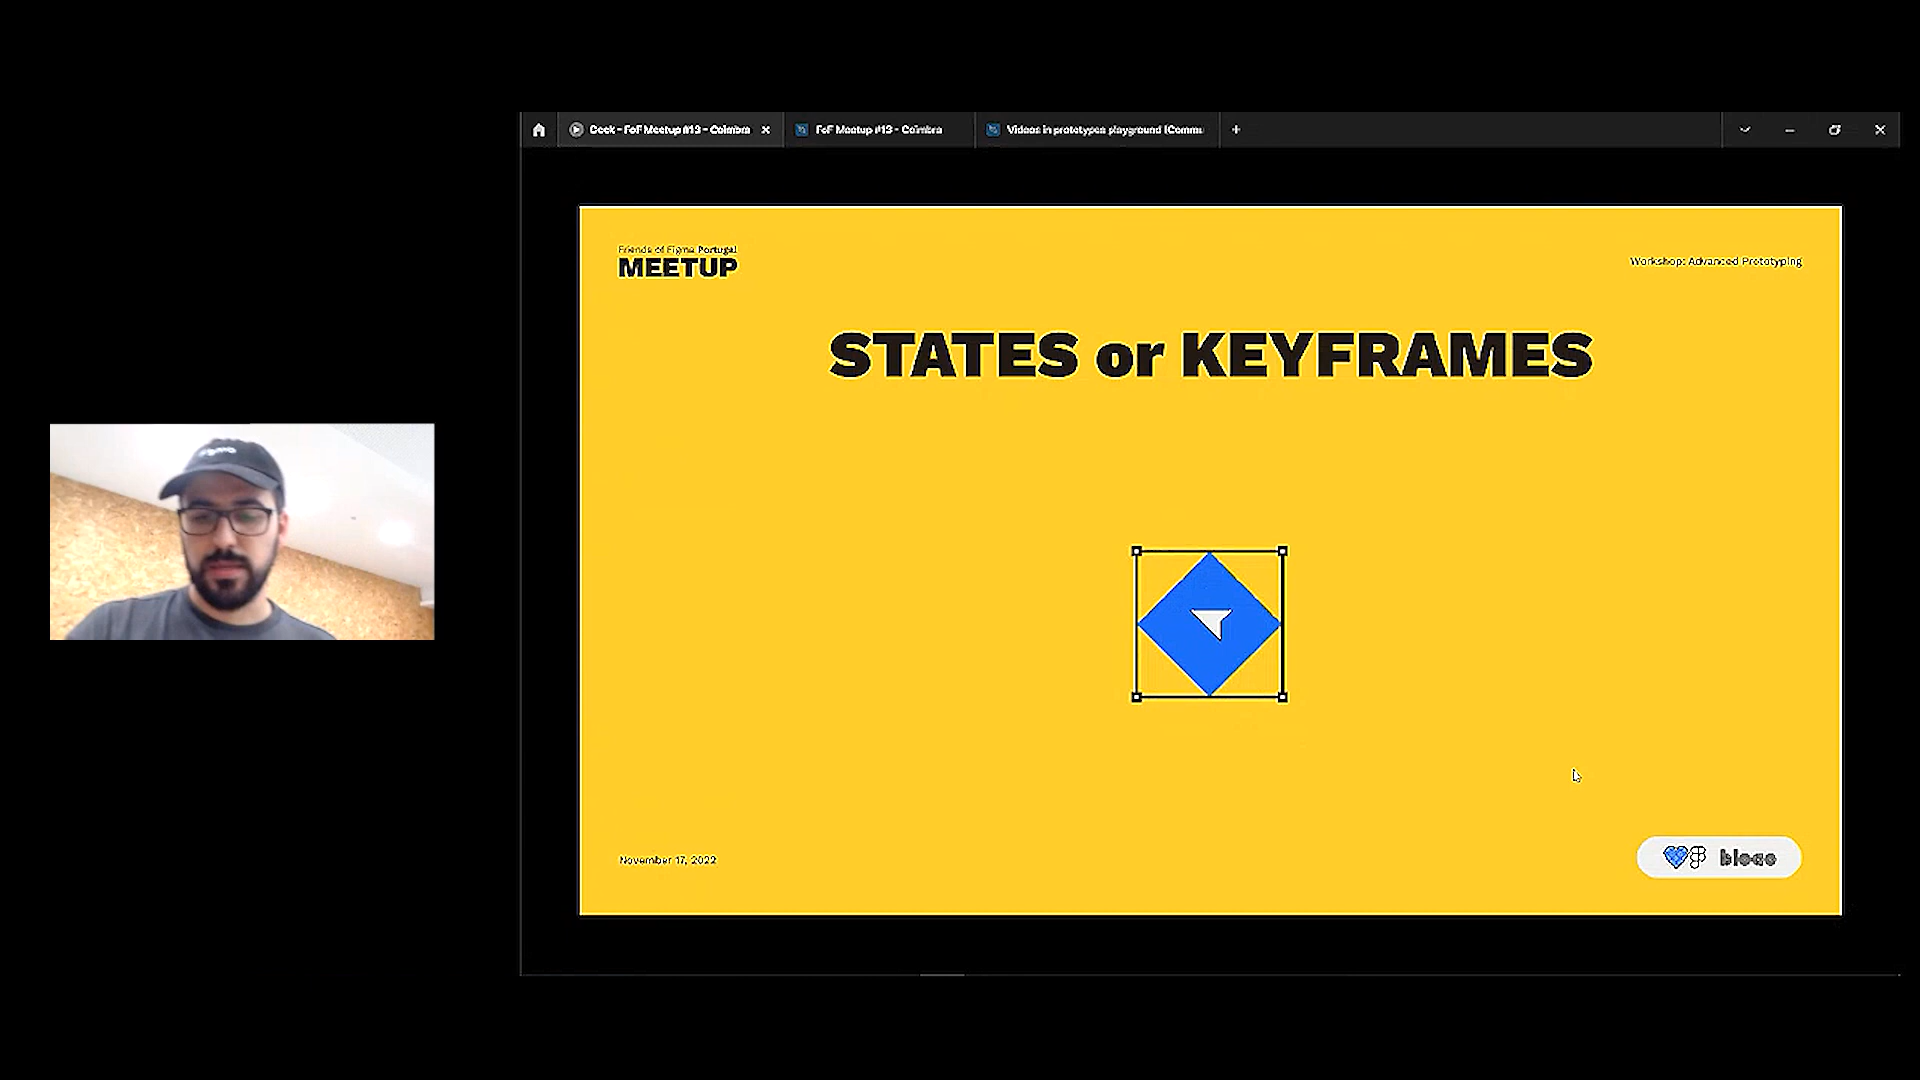 Geek - FoF Meetup #13 - Coimbra
FoF Meetup #13 - Coimbra
Videos in prototypes playground (Commu
Friends of Figma Portugal
MEETUP
Workshop: Advanced Prototyping
STATES or KEYFRAMES
November 17, 2022
bloco